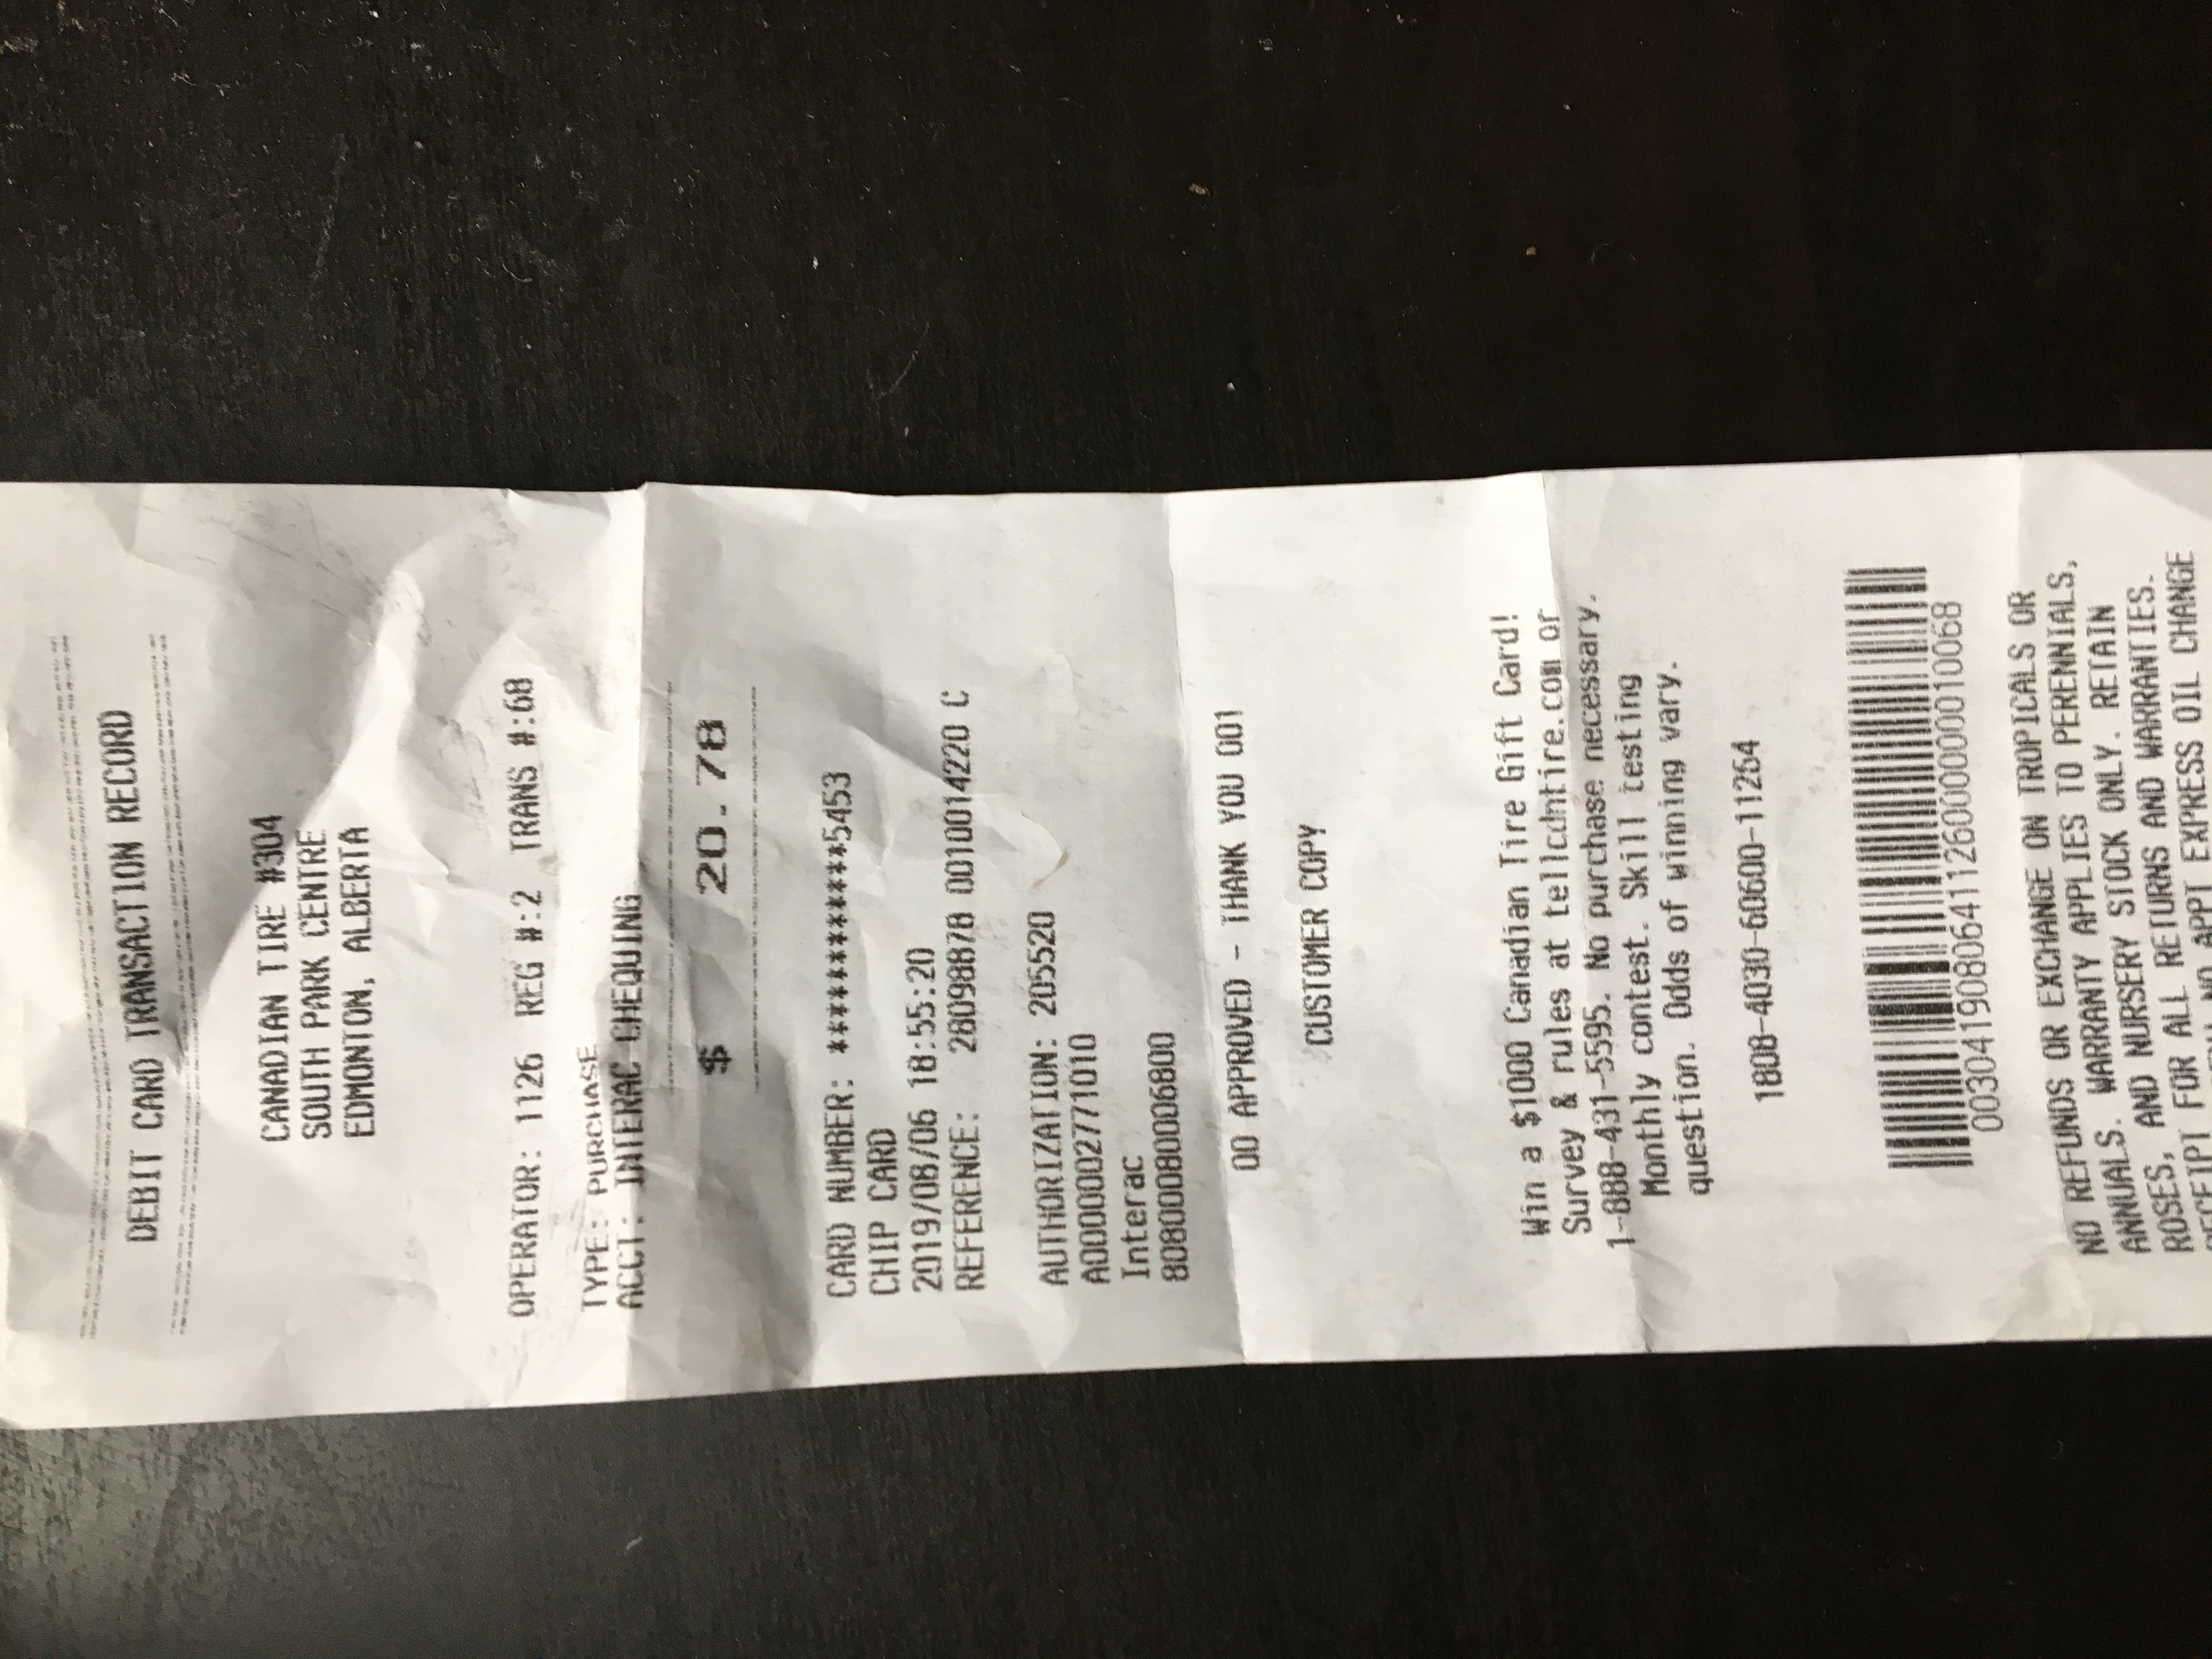 DEBIT CARD TRANSACTION RECORD
CANADIAN TIRE #304
SOUTH PARK CENTRE
EDMONTON, ALBERTA
OPERATOR: 1126 REG #:2 TRANS #:68
TYPE: PURCHASE
ACCT: INTERAC CHEQUING
$ 20.78
CARD NUMBER: ************5453
CHIP CARD
2019/08/06 18:55:20
REFERENCE: 28098878 0010014220 C
AUTHORIZATION: 205520
A0000002771010
Interac
80800080006800
00 APPROVED - THANK YOU 001
CUSTOMER COPY
Win a $1000 Canadian Tire Gift Card!
Survey & rules at tellcdntire.com or
1-888-431-5595. No purchase necessary.
Monthly contest. Skill testing
question. Odds of winning vary.
1808-4030-60600-11264
0030419080641126000000010068
NO REFUNDS OR EXCHANGE ON TROPICALS OR
ANNUALS. WARRANTY APPLIES TO PERENNIALS,
ROSES, AND NURSERY STOCK ONLY. RETAIN
RECEIPT FOR ALL RETURNS AND WARRANTIES.
NO APPT EXPRESS OIL CHANGE